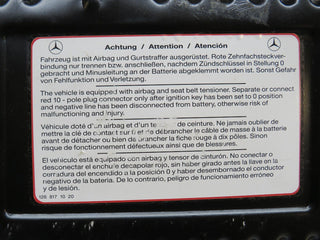 Achtung / Attention / Atención
Fahrzeug ist mit Airbag und Gurtstraffer ausgerüstet. Rote Zehnfachsteckver-
bindung nur trennen bzw. anschließen, nachdem Zündschlüssel in Stellung 0
gebracht und Minusleitung an der Batterie abgeklemmt worden ist. Sonst Gefahr
von Fehlfunktion und Verletzung.
The vehicle is equipped with airbag and seat belt tensioner. Separate or connect
red 10 - pole plug connector only after ignition key has been set to 0 position
and negative line has been disconnected from battery, otherwise risk of
malfunctioning and injury.
Véhicule doté d'un airbag et d'un de ceinture. Ne jamais oublier de
mettre la clé de contact sur 0 et de débrancher le câble de masse à la batterie
avant de détacher ou bien de brancher la fiche rouge à dix pôles. Sinon
risque de fonctionnement défectueux ainsi que de blessures.
El vehículo está equipado con airbag y tensor de cinturón. No conectar o
desconectar el enchufe decapolar rojo, sin haber girado antes la llave en la
cerradura del encendido a la posición 0 y haber desembornado el conductor
negativo de la batería. De lo contrario, peligro de funcionamiento erróneo
y de lesión.
126 817 10 20